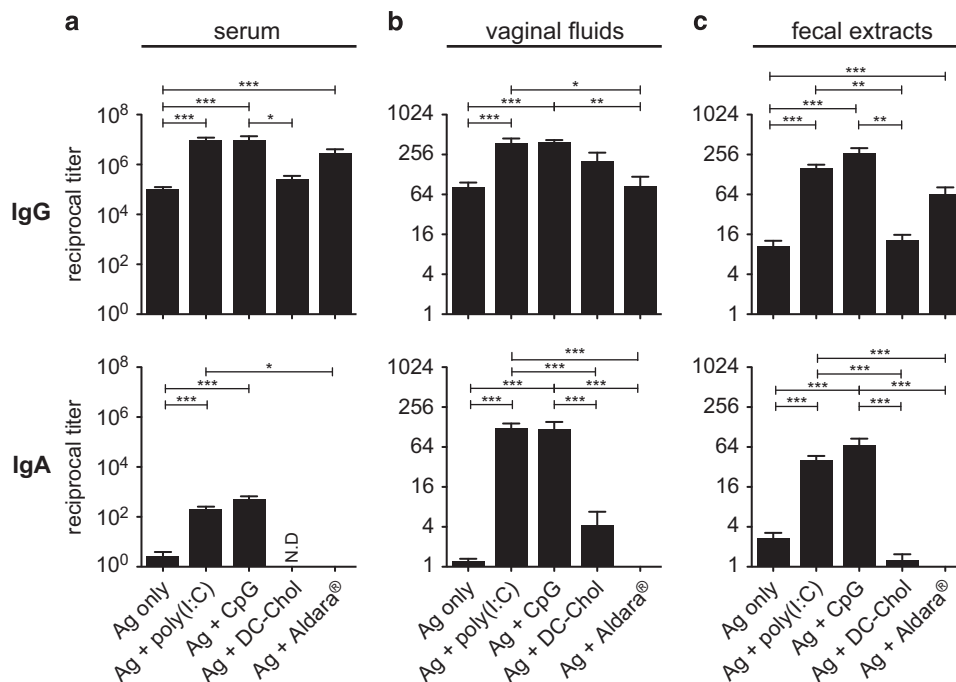 a b c
serum vaginal fluids fecal extracts
IgG
reciprocal titer
10⁸
10⁶
10⁴
10²
10⁰
***
***
***
*
1024
256
64
16
4
1
*
***
**
***
1024
256
64
16
4
1
***
**
***
***
**
IgA
reciprocal titer
10⁸
10⁶
10⁴
10²
10⁰
*
***
***
N.D
1024
256
64
16
4
1
***
***
***
***
***
***
1024
256
64
16
4
1
***
***
***
***
***
***
Ag only
Ag + poly(I:C)
Ag + CpG
Ag + DC-Chol
Ag + Aldara®
Ag only
Ag + poly(I:C)
Ag + CpG
Ag + DC-Chol
Ag + Aldara®
Ag only
Ag + poly(I:C)
Ag + CpG
Ag + DC-Chol
Ag + Aldara®